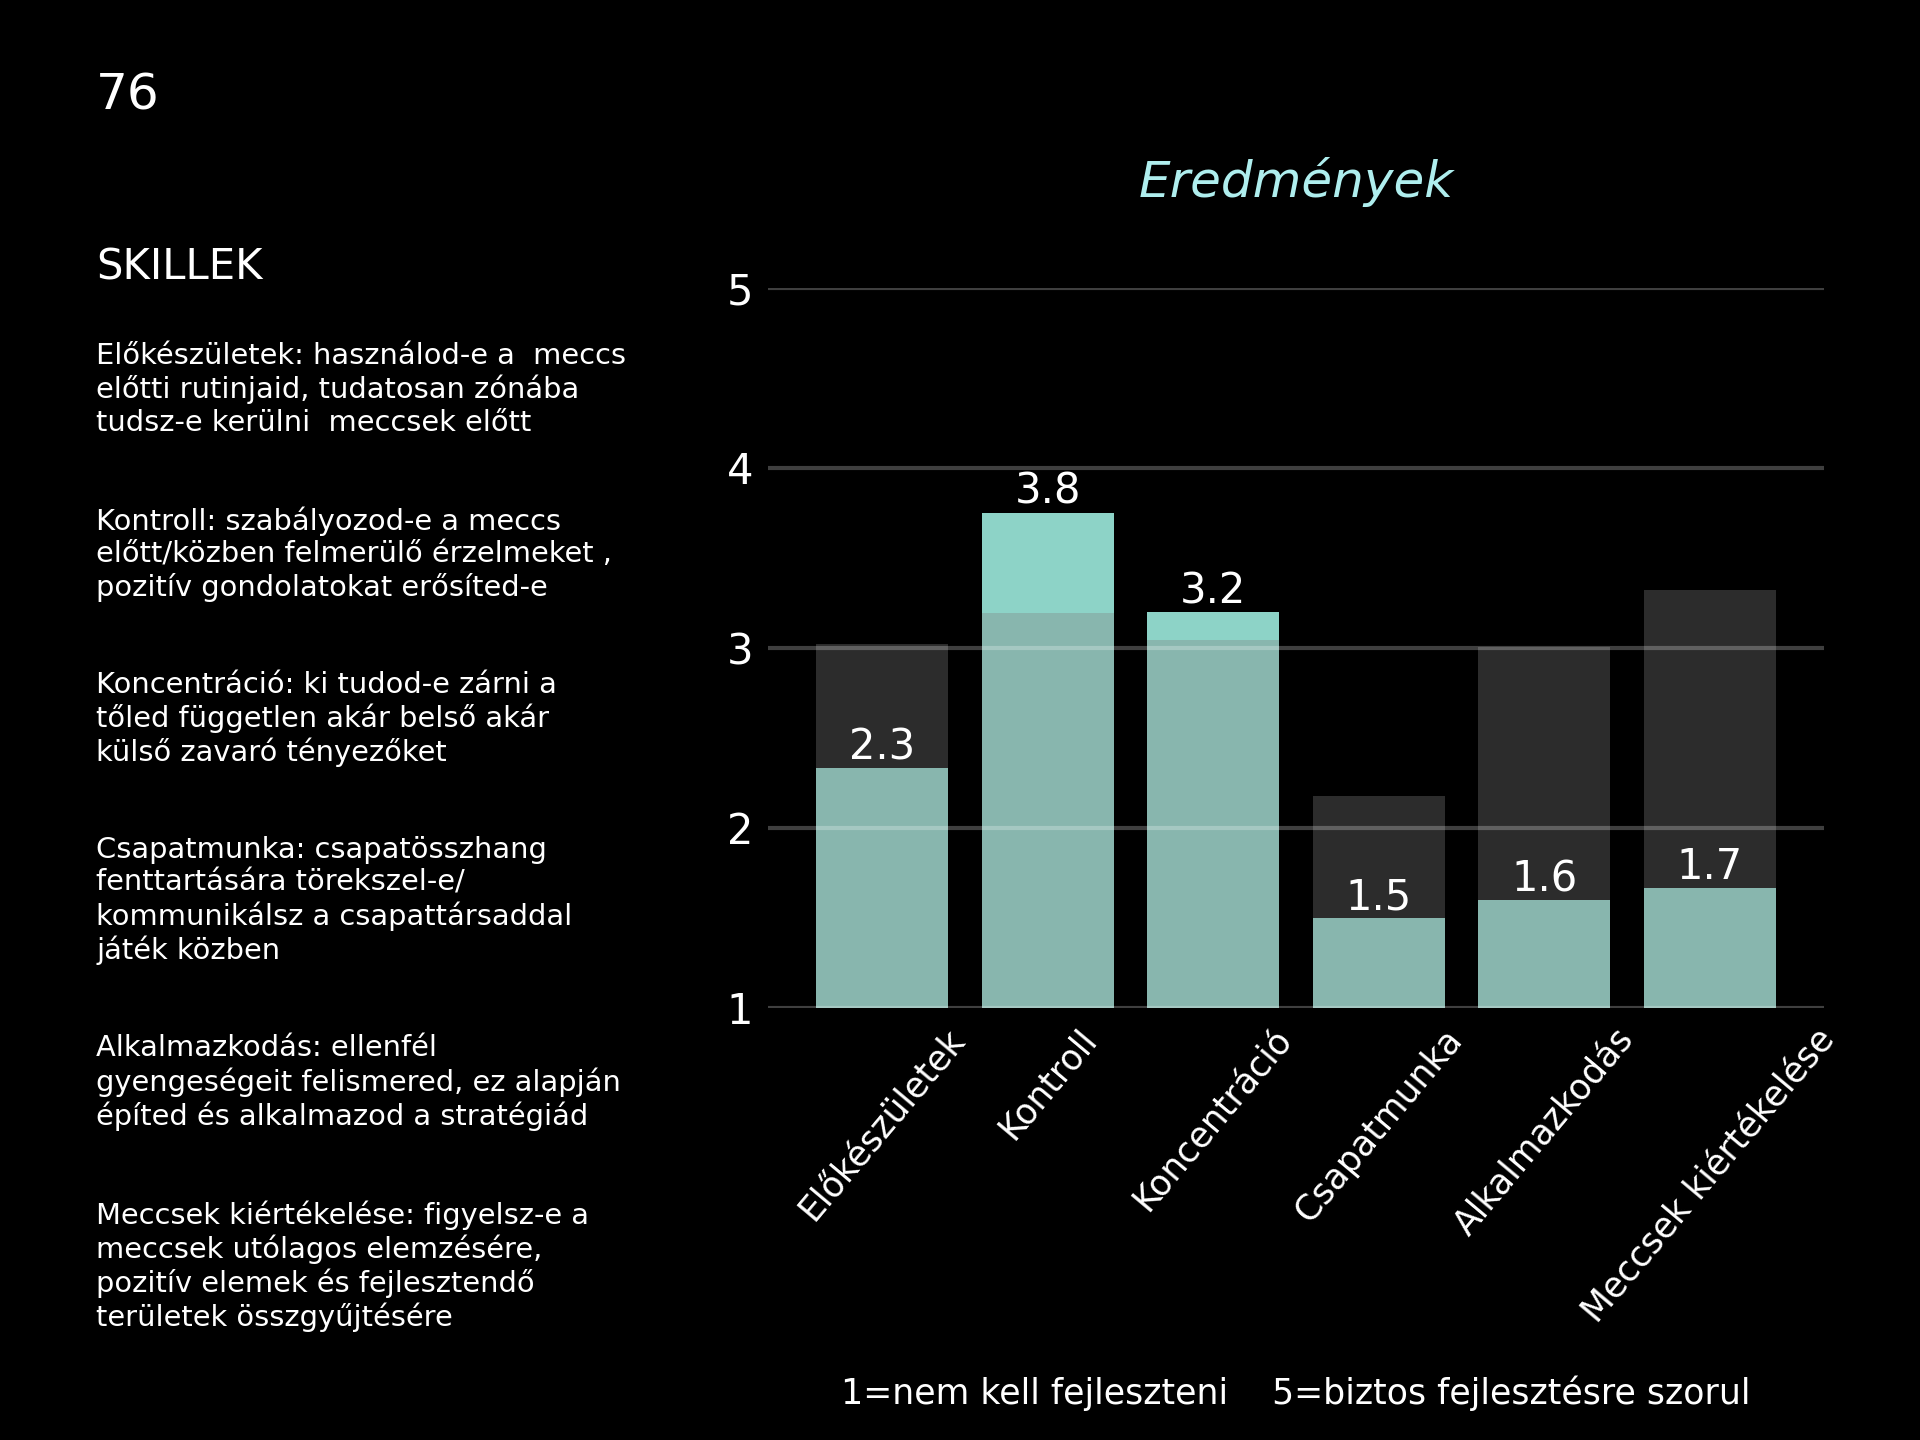 76
SKILLEK
Előkészületek: használod-e a  meccs
előtti rutinjaid, tudatosan zónába
tudsz-e kerülni  meccsek előtt
Kontroll: szabályozod-e a meccs
előtt/közben felmerülő érzelmeket ,
pozitív gondolatokat erősíted-e
Koncentráció: ki tudod-e zárni a
tőled független akár belső akár
külső zavaró tényezőket
Csapatmunka: csapatösszhang
fenttartására törekszel-e/
kommunikálsz a csapattársaddal
játék közben
Alkalmazkodás: ellenfél
gyengeségeit felismered, ez alapján
építed és alkalmazod a stratégiád
Meccsek kiértékelése: figyelsz-e a
meccsek utólagos elemzésére,
pozitív elemek és fejlesztendő
területek összgyűjtésére
Eredmények
5
4
3
2
1
2.3
3.8
3.2
1.5
1.6
1.7
Előkészületek
Kontroll
Koncentráció
Csapatmunka
Alkalmazkodás
Meccsek kiértékelése
1=nem kell fejleszteni    5=biztos fejlesztésre szorul